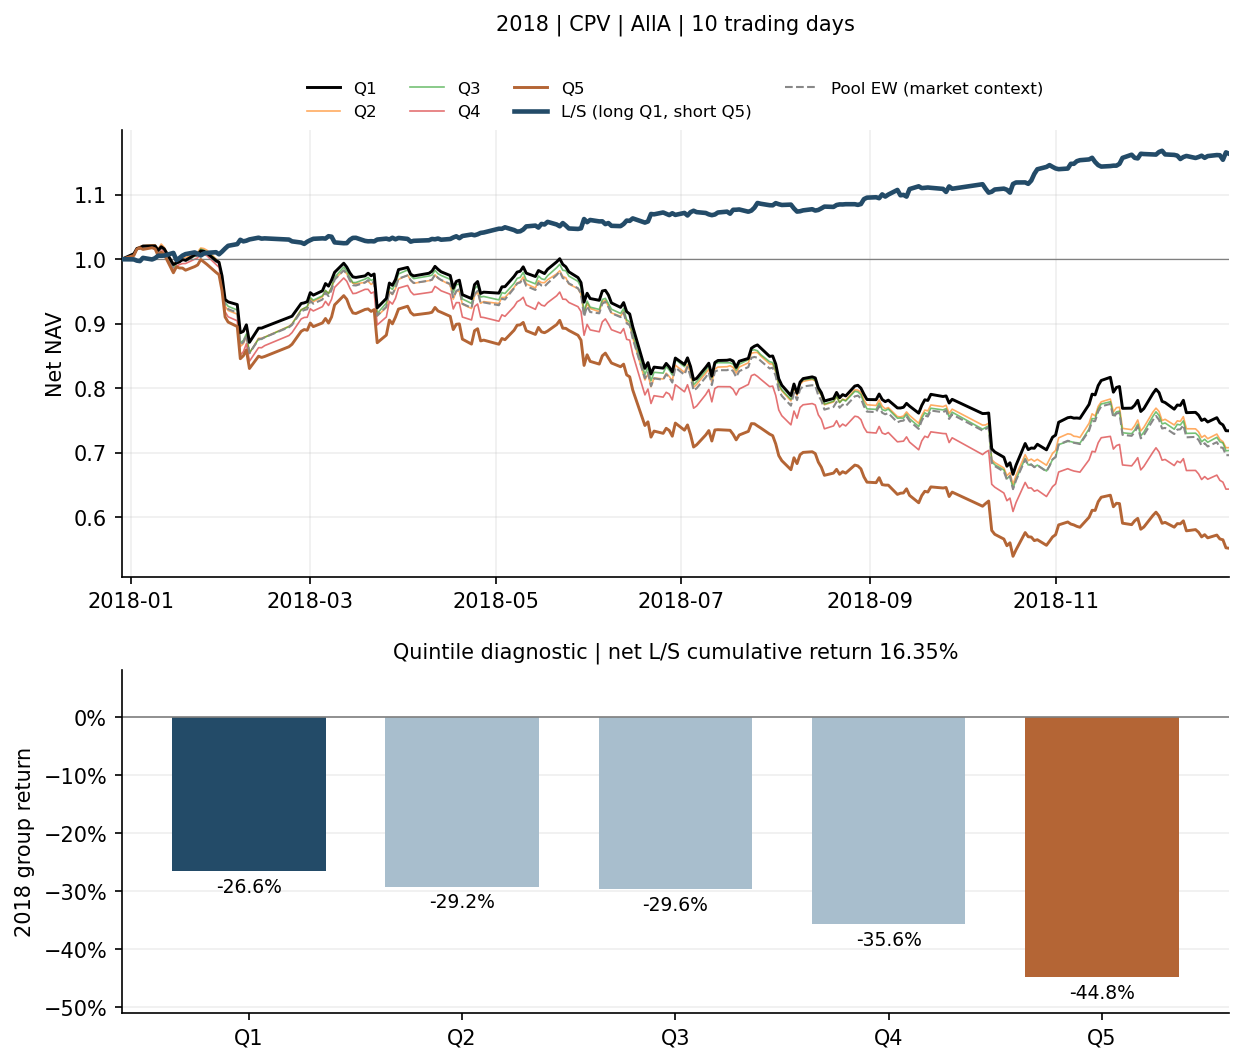 2018 | CPV | AllA | 10 trading days
Q1 Q3 Q5 Pool EW (market context)
Q2 Q4 L/S (long Q1, short Q5)
Net NAV
1.1
1.0
0.9
0.8
0.7
0.6
2018-01 2018-03 2018-05 2018-07 2018-09 2018-11
Quintile diagnostic | net L/S cumulative return 16.35%
2018 group return
0%
−10%
−20%
−30%
−40%
−50%
-26.6%
-29.2%
-29.6%
-35.6%
-44.8%
Q1 Q2 Q3 Q4 Q5